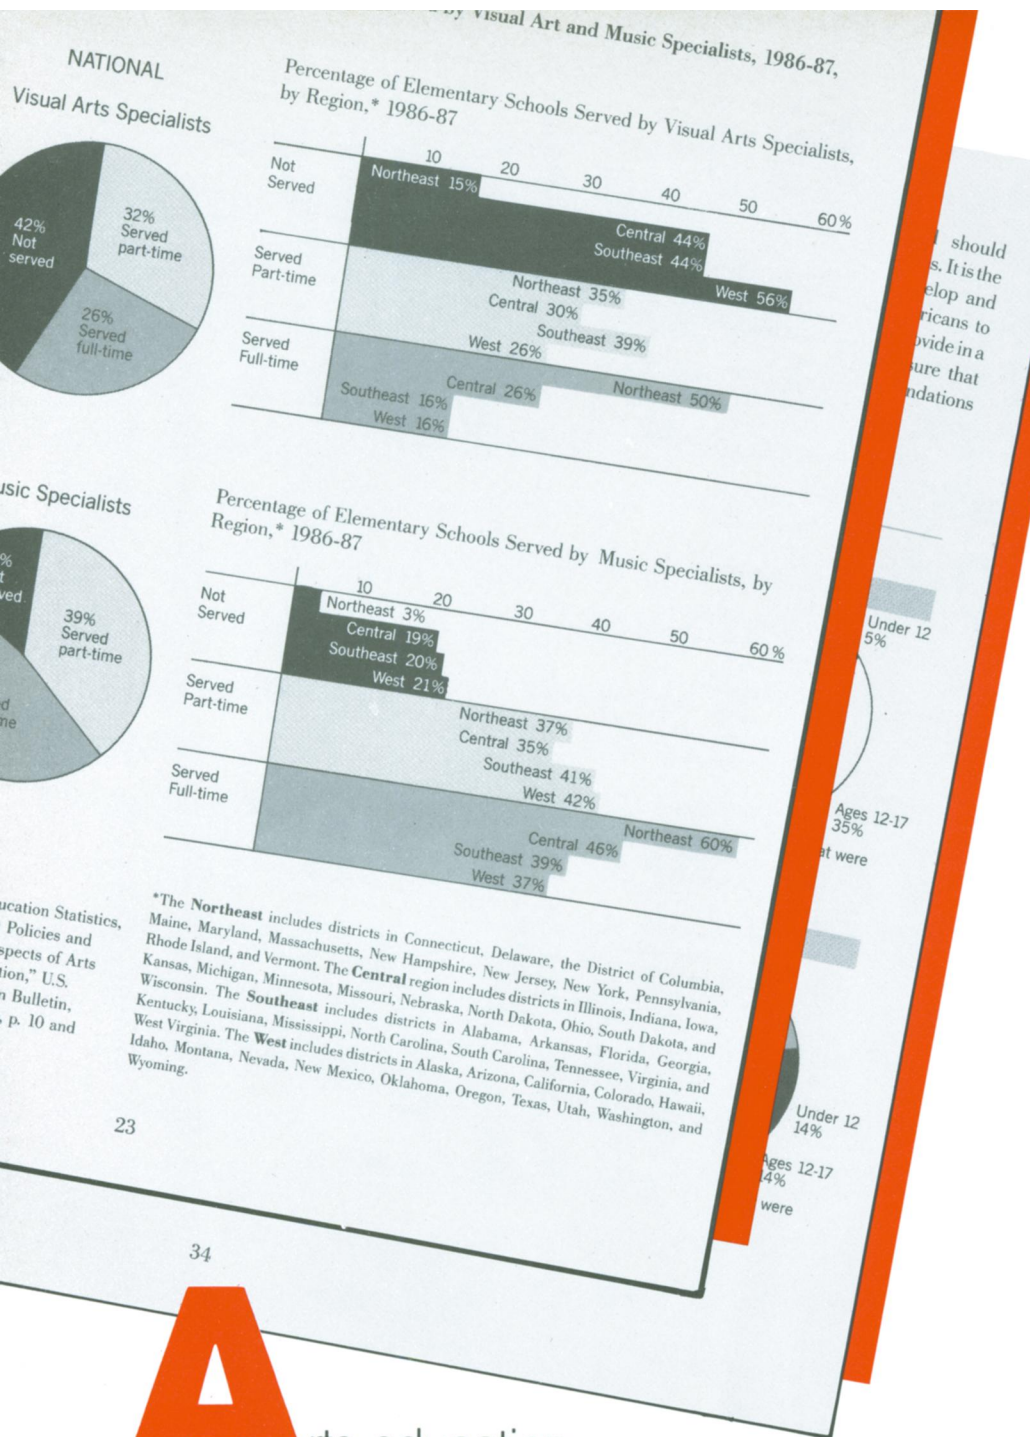 by Visual Art and Music Specialists, 1986-87,
NATIONAL
Visual Arts Specialists
42%
Not
served
32%
Served
part-time
26%
Served
full-time
Percentage of Elementary Schools Served by Visual Arts Specialists,
by Region,* 1986-87
10 20 30 40 50 60%
Not
Served
Northeast 15%
Central 44%
Southeast 44%
West 56%
Served
Part-time
Northeast 35%
Central 30%
Southeast 39%
West 26%
Served
Full-time
Northeast 50%
Central 26%
Southeast 16%
West 16%
usic Specialists
%
t
ved
39%
Served
part-time
d
me
Percentage of Elementary Schools Served by Music Specialists, by
Region,* 1986-87
10 20 30 40 50 60%
Not
Served
Northeast 3%
Central 19%
Southeast 20%
West 21%
Served
Part-time
Northeast 37%
Central 35%
Southeast 41%
West 42%
Served
Full-time
Northeast 60%
Central 46%
Southeast 39%
West 37%
ucation Statistics,
Policies and
spects of Arts
tion,” U.S.
n Bulletin,
, p. 10 and
*The Northeast includes districts in Connecticut, Delaware, the District of Columbia,
Maine, Maryland, Massachusetts, New Hampshire, New Jersey, New York, Pennsylvania,
Rhode Island, and Vermont. The Central region includes districts in Illinois, Indiana, Iowa,
Kansas, Michigan, Minnesota, Missouri, Nebraska, North Dakota, Ohio, South Dakota, and
Wisconsin. The Southeast includes districts in Alabama, Arkansas, Florida, Georgia,
Kentucky, Louisiana, Mississippi, North Carolina, South Carolina, Tennessee, Virginia, and
West Virginia. The West includes districts in Alaska, Arizona, California, Colorado, Hawaii,
Idaho, Montana, Nevada, New Mexico, Oklahoma, Oregon, Texas, Utah, Washington, and
Wyoming.
23
should
s. It is the
elop and
ricans to
ovide in a
sure that
ndations
Under 12
5%
Ages 12-17
35%
at were
Under 12
14%
Ages 12-17
14%
were
34
A